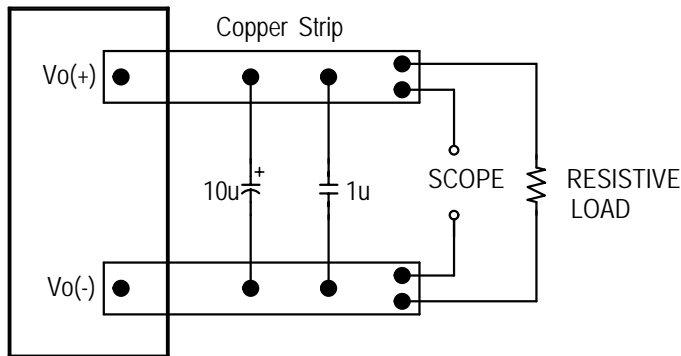 Copper Strip
Vo(+)
+
10u
1u
SCOPE
RESISTIVE
LOAD
Vo(-)